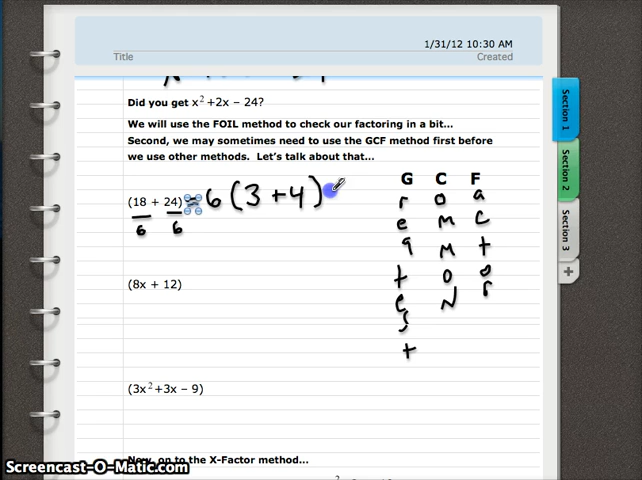 1/31/12 10:30 AM
Title
Created
Did you get x² +2x – 24?
We will use the FOIL method to check our factoring in a bit...
Second, we may sometimes need to use the GCF method first before
we use other methods. Let's talk about that...
G C F
(18 + 24) = 6 (3 + 4)
6 6
Greatest
Common
Factor
(8x + 12)
(3x² +3x – 9)
Now, on to the X-Factor method...
Section 1
Section 2
Section 3
+
Screencast-O-Matic.com